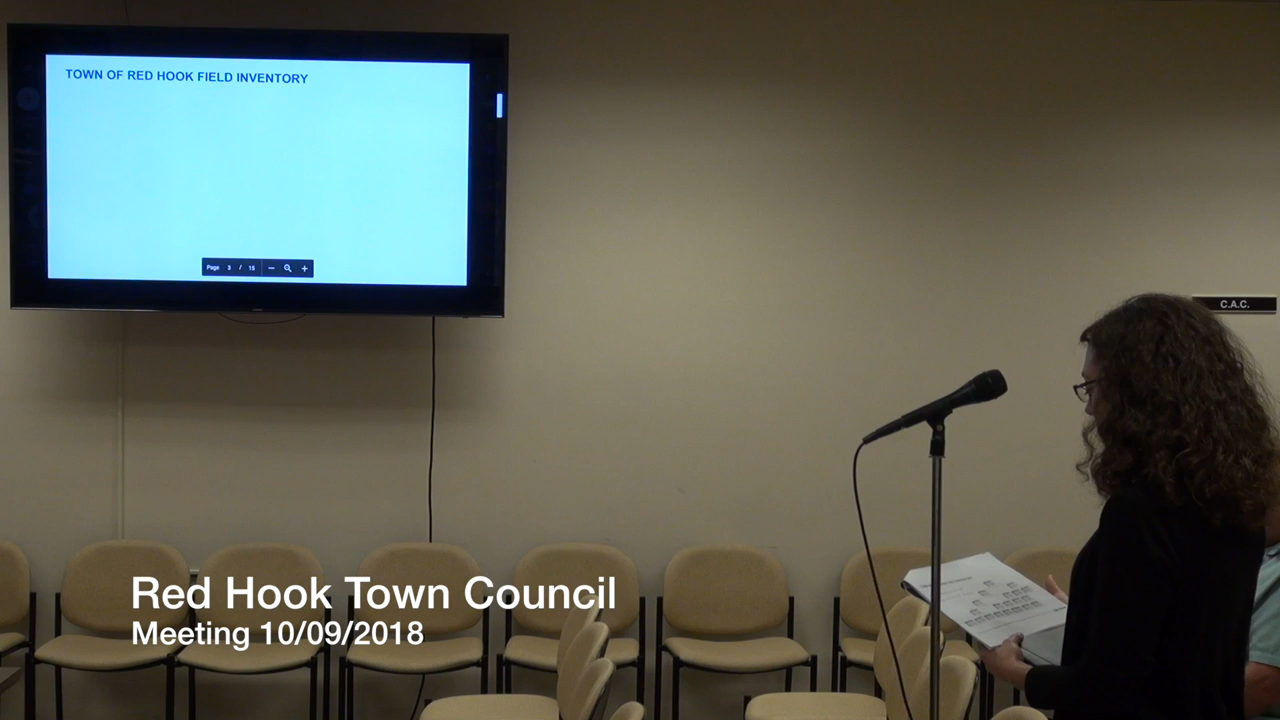 TOWN OF RED HOOK FIELD INVENTORY
Page 3 / 15
C.A.C.
Red Hook Town Council
Meeting 10/09/2018